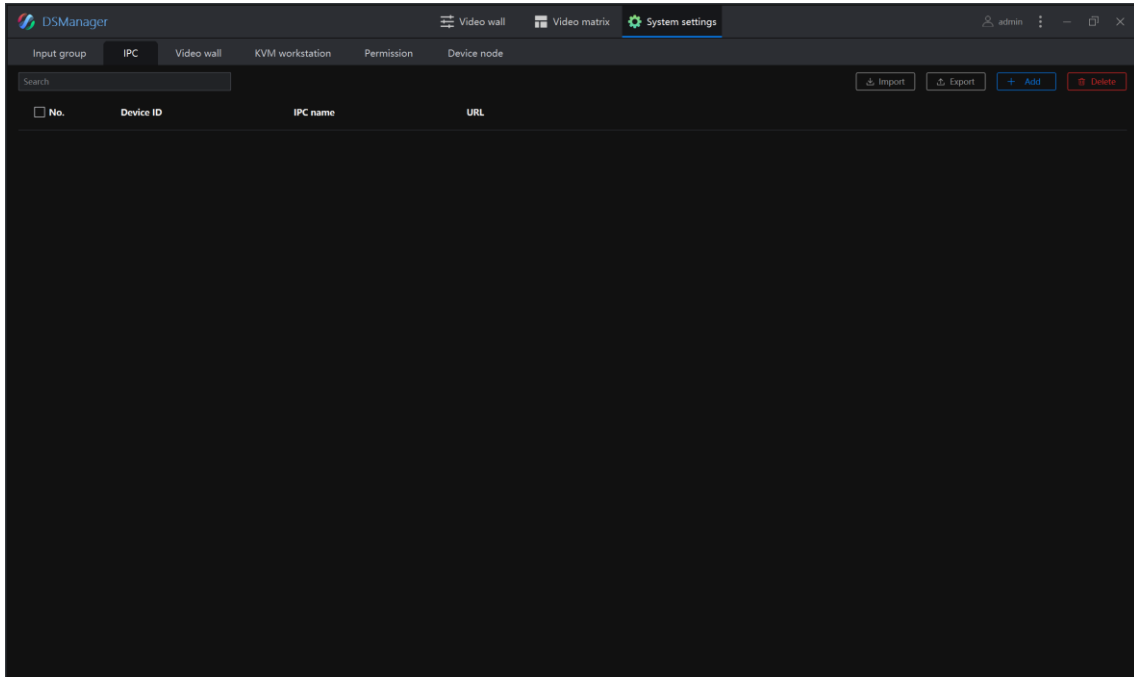 DSManager Video wall Video matrix System settings admin
Input group IPC Video wall KVM workstation Permission Device node
Search Import Export + Add Delete
No. Device ID IPC name URL